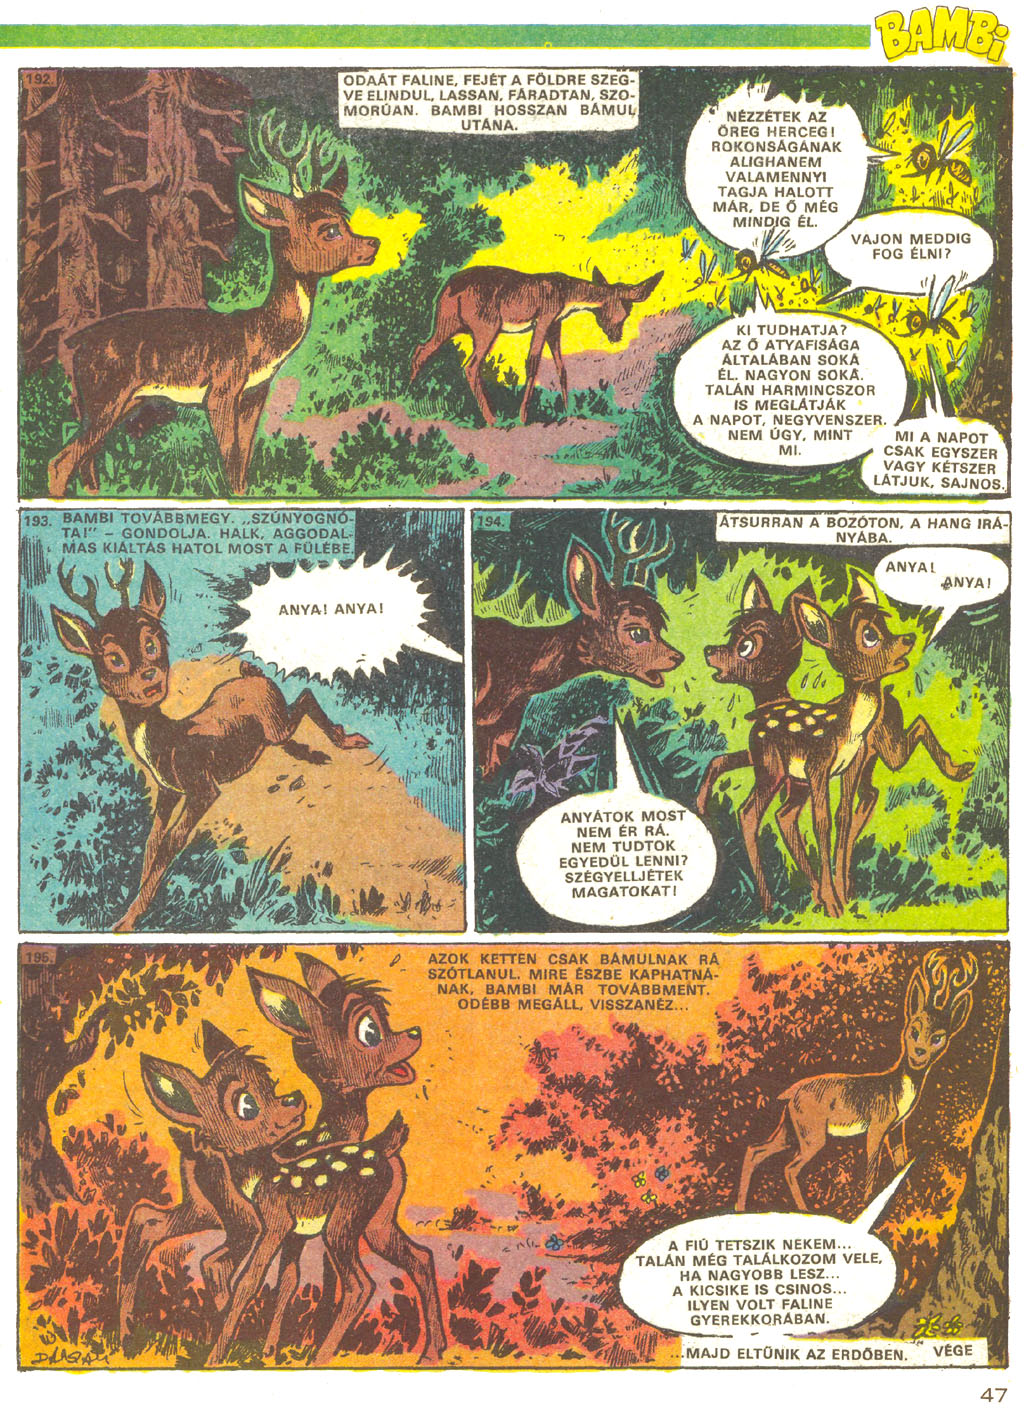 BAMBi
192.
ODAÁT FALINE, FEJÉT A FÖLDRE SZEG-
VE ELINDUL, LASSAN, FÁRADTAN, SZO-
MORÚAN. BAMBI HOSSZAN BÁMUL
UTÁNA.
NÉZZÉTEK AZ
ÖREG HERCEG!
ROKONSÁGÁNAK
ALIGHANEM
VALAMENNYI
TAGJA HALOTT
MÁR, DE Ő MÉG
MINDIG ÉL.
VAJON MEDDIG
FOG ÉLNI?
KI TUDHATJA?
AZ Ő ATYAFISÁGA
ÁLTALÁBAN SOKÁ
ÉL. NAGYON SOKÁ.
TALÁN HARMINCSZOR
IS MEGLÁTJÁK
A NAPOT, NEGYVENSZER.
NEM ÚGY, MINT
MI.
MI A NAPOT
CSAK EGYSZER
VAGY KÉTSZER
LÁTJUK, SAJNOS.
193.
BAMBI TOVÁBBMEGY. „SZÚNYOGNÓ-
TA!" – GONDOLJA. HALK, AGGODAL-
MAS KIÁLTÁS HATOL MOST A FÜLÉBE.
ANYA! ANYA!
194.
ÁTSURRAN A BOZÓTON, A HANG IRÁ-
NYÁBA.
ANYA!
ANYA!
ANYÁTOK MOST
NEM ÉR RÁ.
NEM TUDTOK
EGYEDÜL LENNI?
SZÉGYELLJÉTEK
MAGATOKAT!
195.
AZOK KETTEN CSAK BÁMULNAK RÁ
SZÓTLANUL. MIRE ÉSZBE KAPHATNÁ-
NAK, BAMBI MÁR TOVÁBBMENT.
ODÉBB MEGÁLL, VISSZANÉZ...
A FIÚ TETSZIK NEKEM...
TALÁN MÉG TALÁLKOZOM VELE,
HA NAGYOBB LESZ...
A KICSIKE IS CSINOS...
ILYEN VOLT FALINE
GYEREKKORÁBAN.
...MAJD ELTŰNIK AZ ERDŐBEN. VÉGE
47